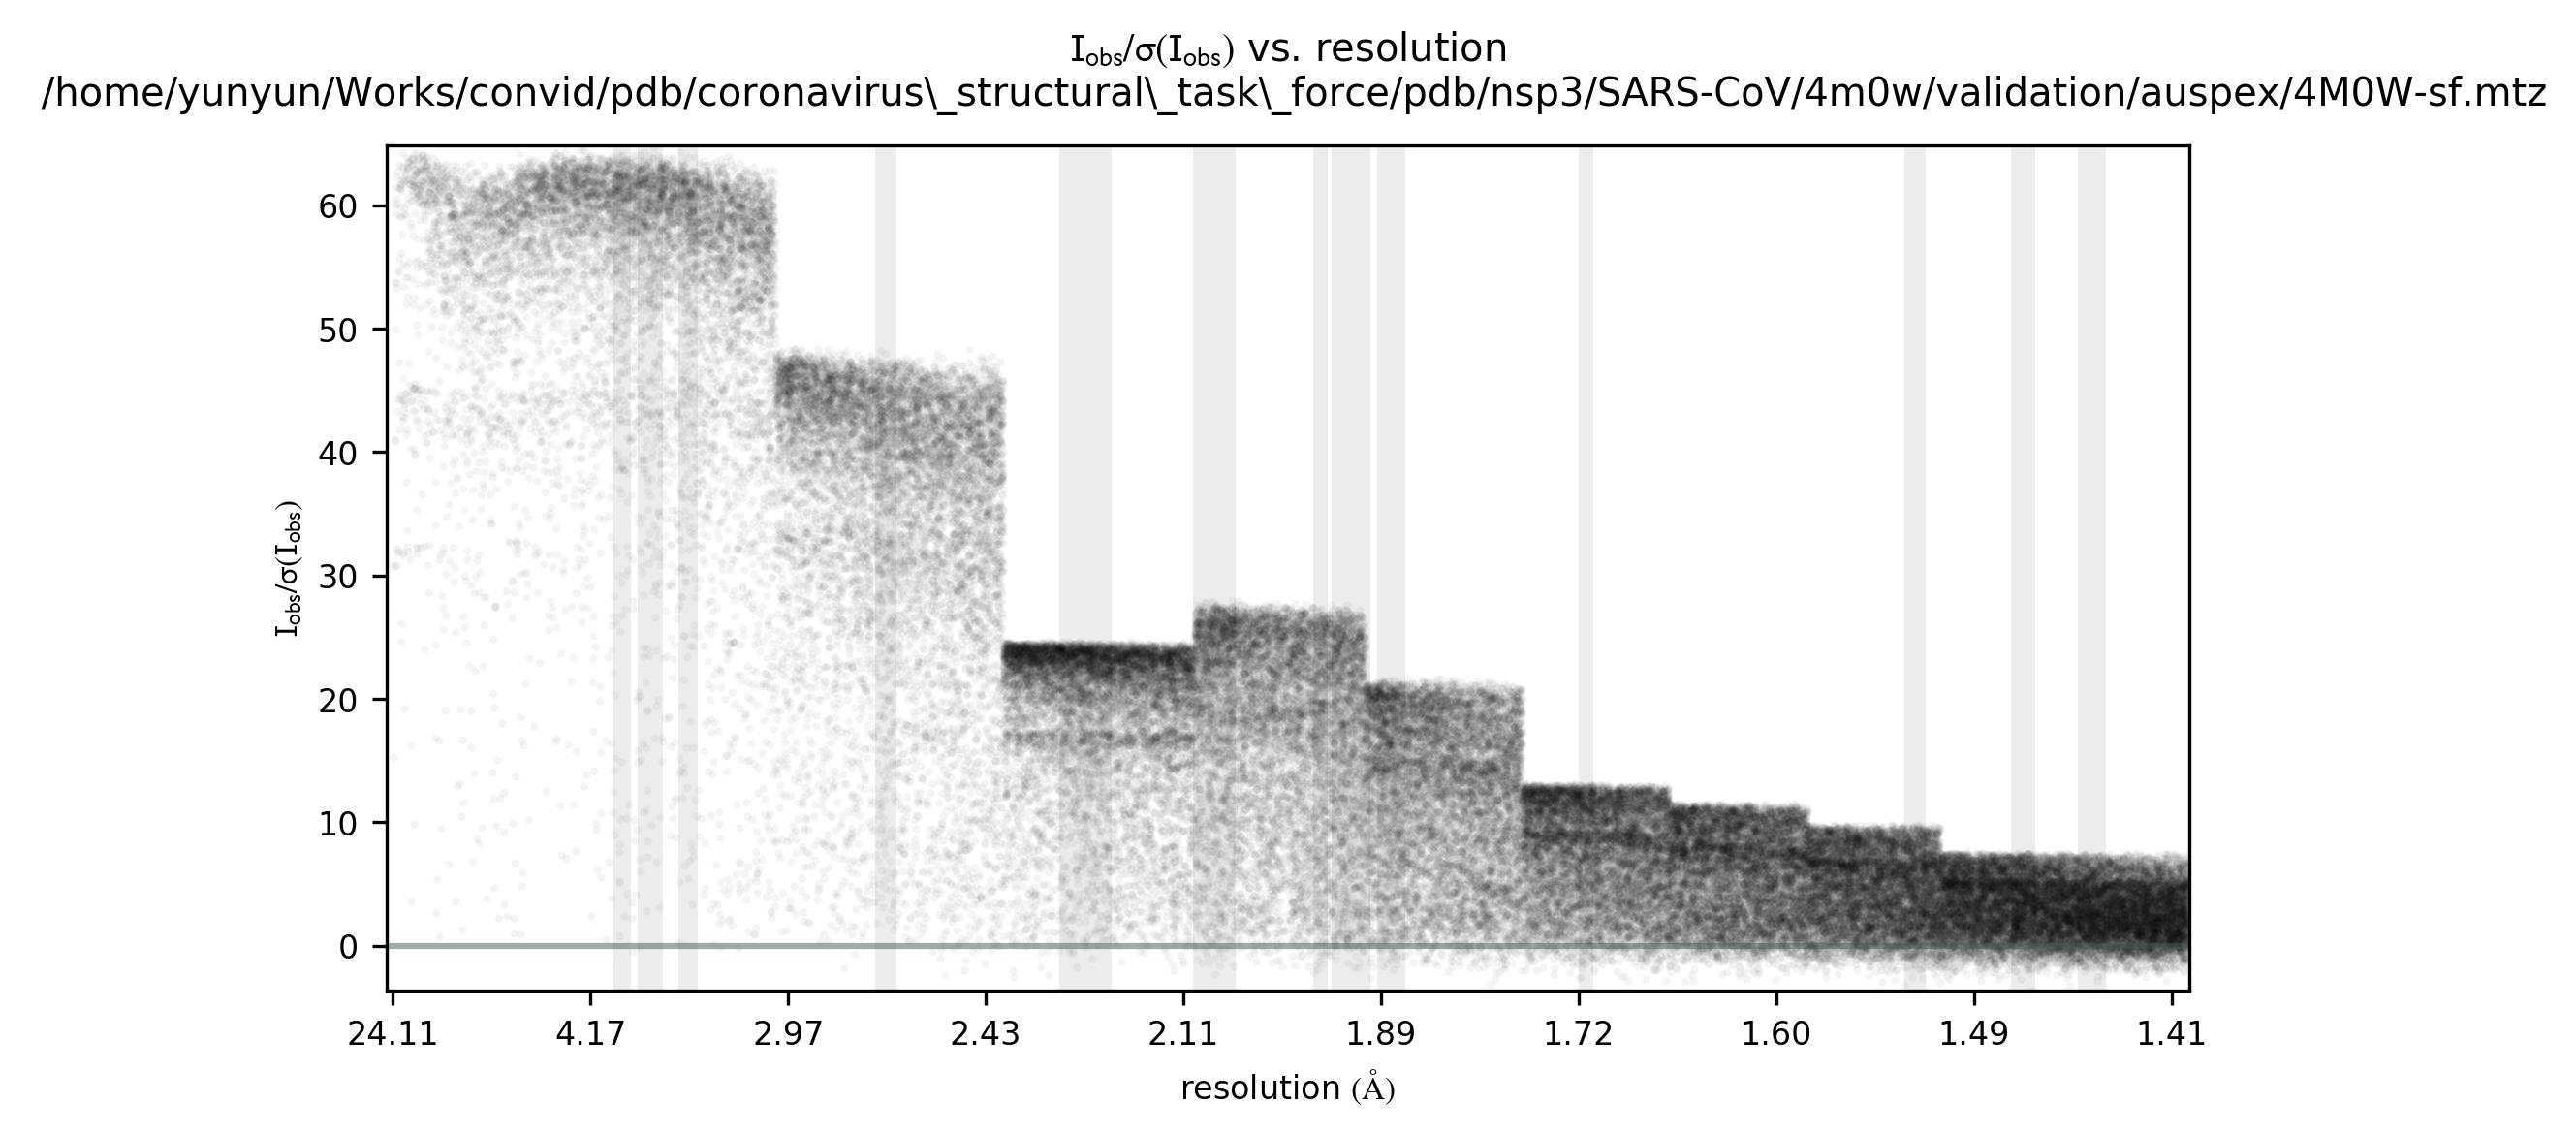 Iobs/σ(Iobs) vs. resolution
/home/yunyun/Works/convid/pdb/coronavirus\_structural\_task\_force/pdb/nsp3/SARS-CoV/4m0w/validation/auspex/4M0W-sf.mtz
60
50
40
30
20
10
0
Iobs/σ(Iobs)
24.11 4.17 2.97 2.43 2.11 1.89 1.72 1.60 1.49 1.41
resolution (Å)